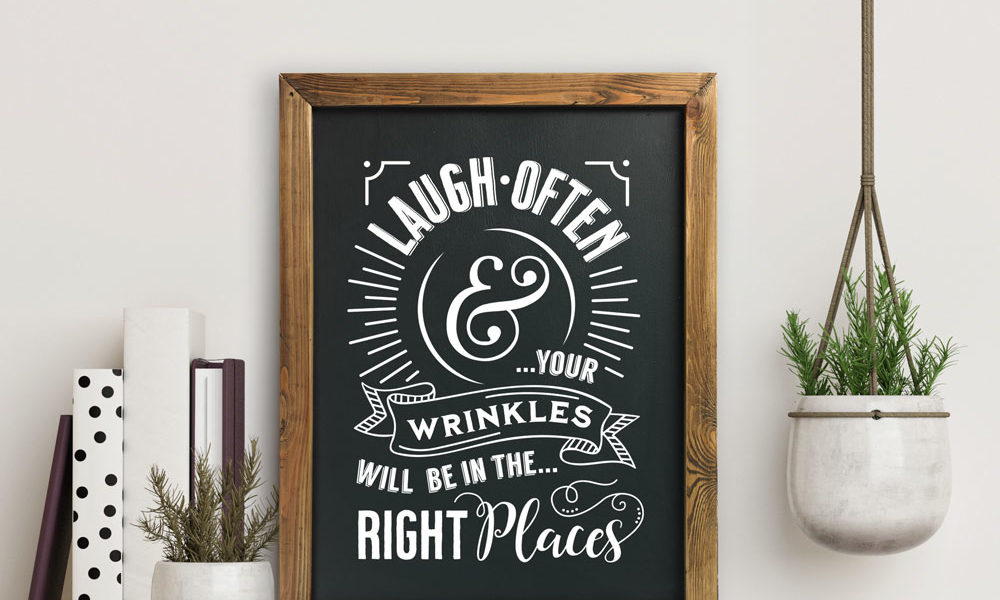 LAUGH • OFTEN
&
...YOUR
WRINKLES
WILL BE IN THE...
RIGHT Places